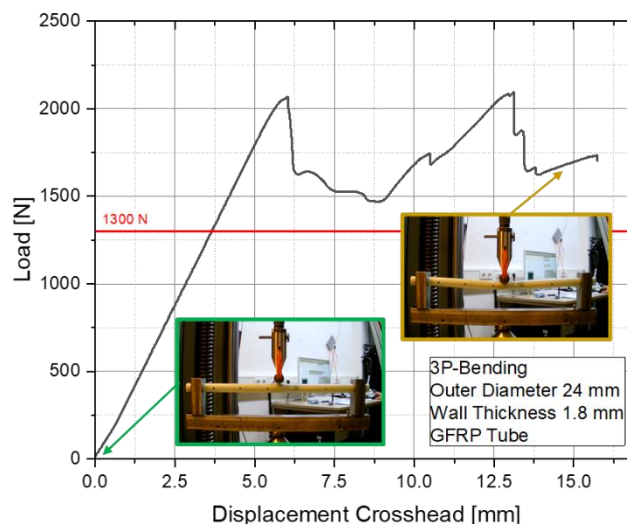 2500
2000
1500
1000
500
0
Load [N]
1300 N
3P-Bending
Outer Diameter 24 mm
Wall Thickness 1.8 mm
GFRP Tube
0.0 2.5 5.0 7.5 10.0 12.5 15.0
Displacement Crosshead [mm]